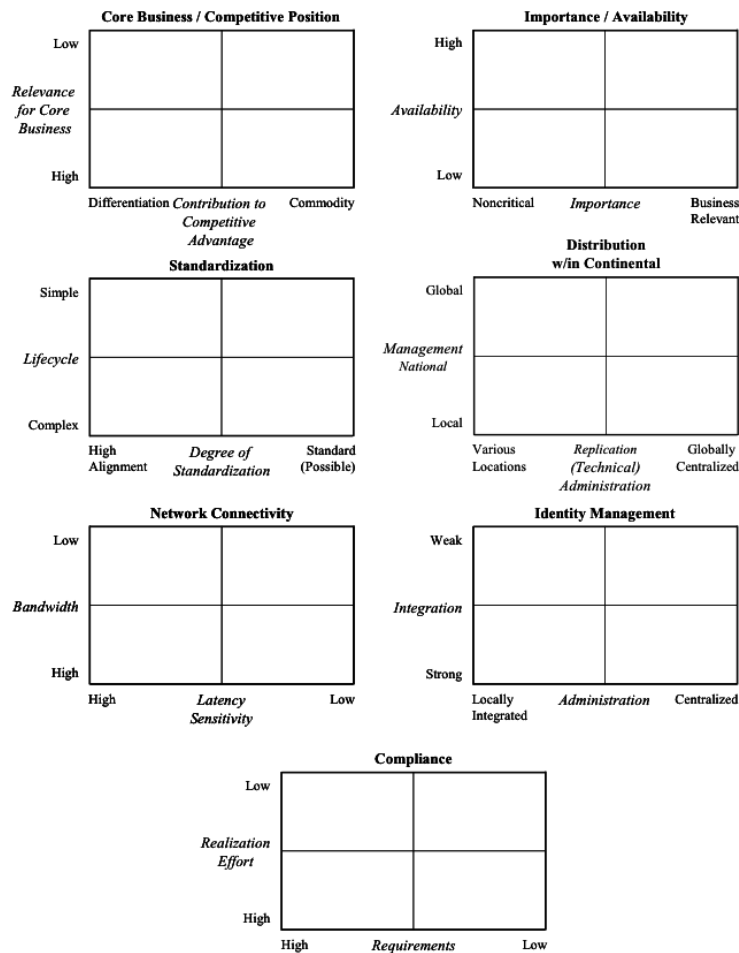 Core Business / Competitive Position
Low
Relevance
for Core
Business
High
Differentiation Contribution to Commodity
Competitive
Advantage
Importance / Availability
High
Availability
Low
Noncritical Importance Business
Relevant
Standardization
Simple
Lifecycle
Complex
High Degree of Standard
Alignment Standardization (Possible)
Distribution
w/in Continental
Global
Management
National
Local
Various Replication Globally
Locations (Technical) Centralized
Administration
Network Connectivity
Low
Bandwidth
High
High Latency Low
Sensitivity
Identity Management
Weak
Integration
Strong
Locally Administration Centralized
Integrated
Compliance
Low
Realization
Effort
High
High Requirements Low